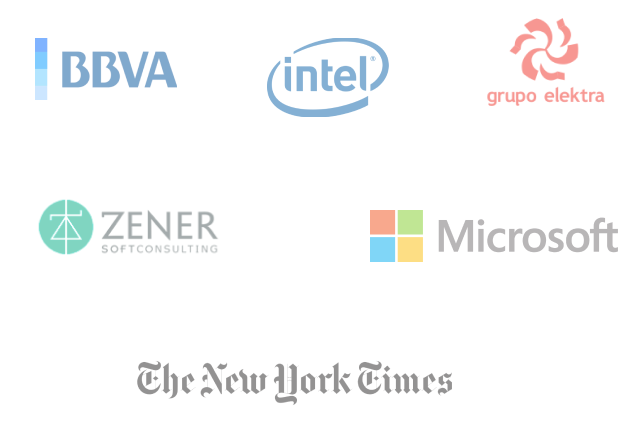 BBVA
intel®
grupo elektra
ZENER
SOFTCONSULTING
Microsoft
The New York Times